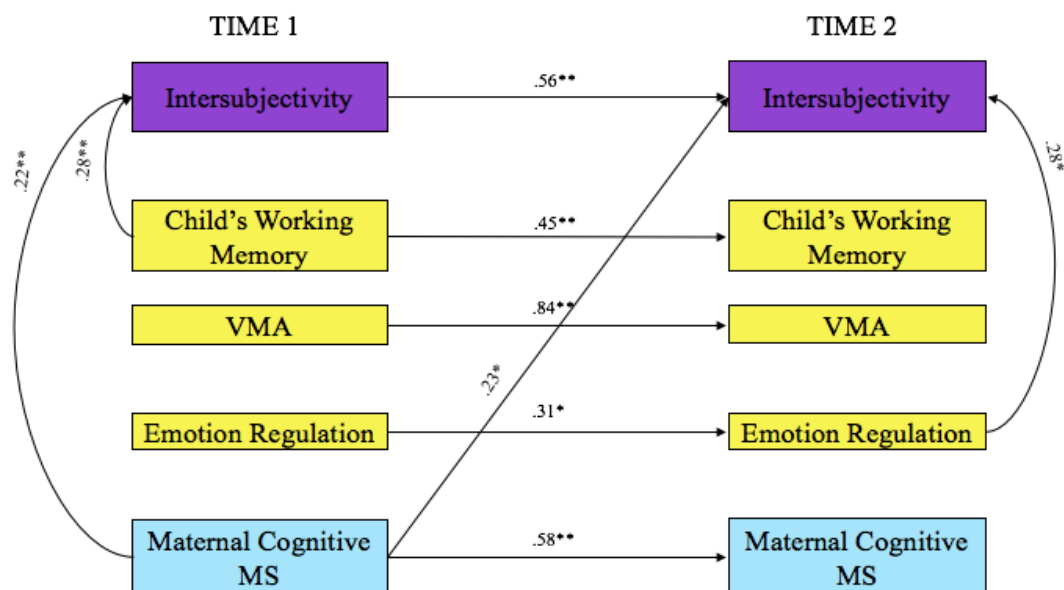 TIME 1
TIME 2
Intersubjectivity
.56**
Intersubjectivity
.22**
.28**
.28*
Child's Working
Memory
.45**
Child's Working
Memory
VMA
.84**
VMA
.23*
Emotion Regulation
.31*
Emotion Regulation
Maternal Cognitive
MS
.58**
Maternal Cognitive
MS